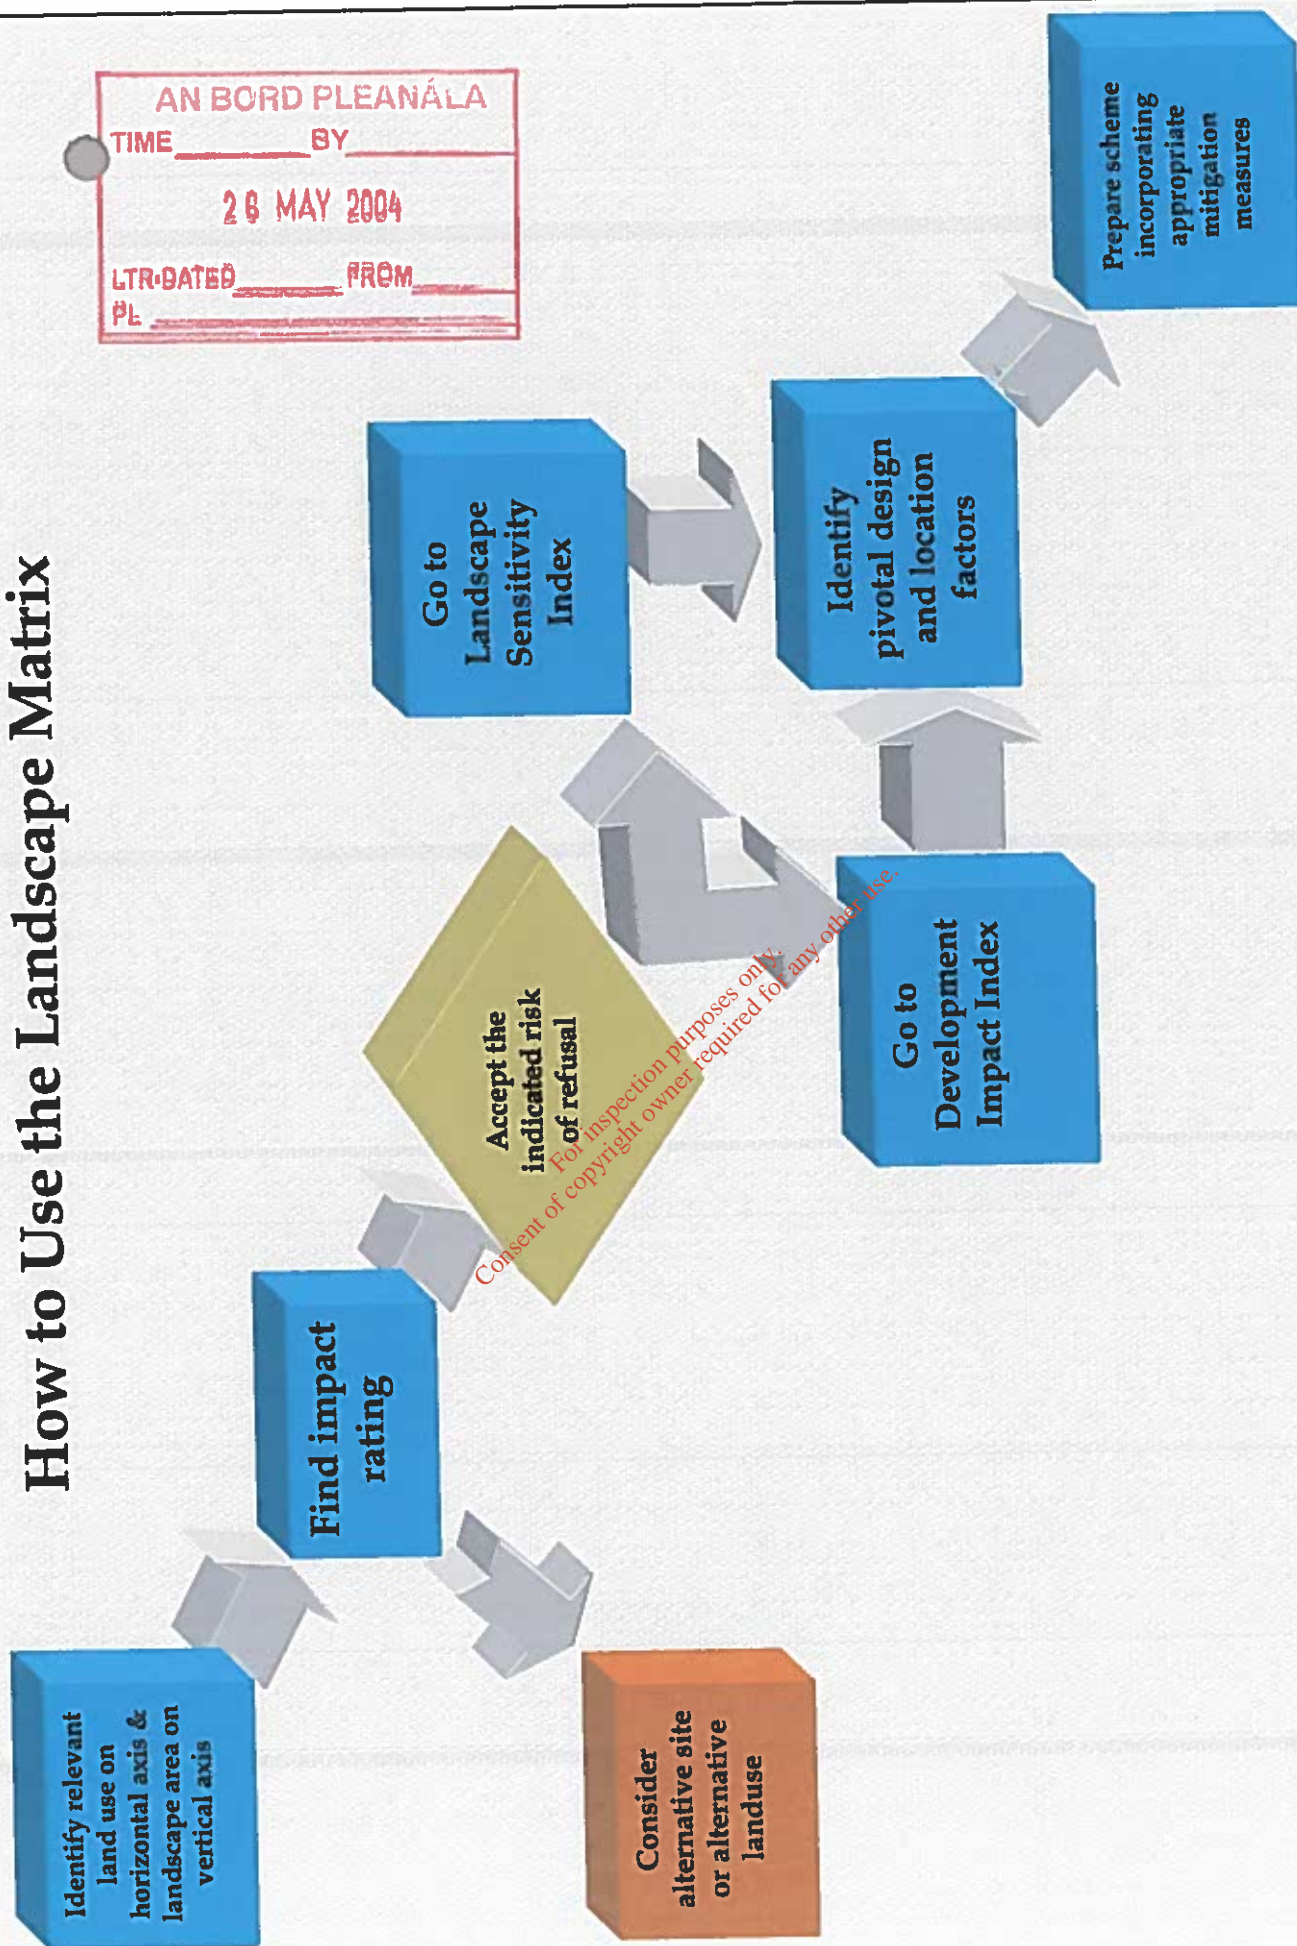 How to Use the Landscape Matrix
AN BORD PLEANÁLA
TIME BY
26 MAY 2004
LTR-DATED FROM
PL
Identify relevant
land use on
horizontal axis &
landscape area on
vertical axis
Find impact
rating
Consider
alternative site
or alternative
landuse
Accept the
indicated risk
of refusal
Go to
Landscape
Sensitivity
Index
Go to
Development
Impact Index
Identify
pivotal design
and location
factors
Prepare scheme
incorporating
appropriate
mitigation
measures
For inspection purposes only.
Consent of copyright owner required for any other use.